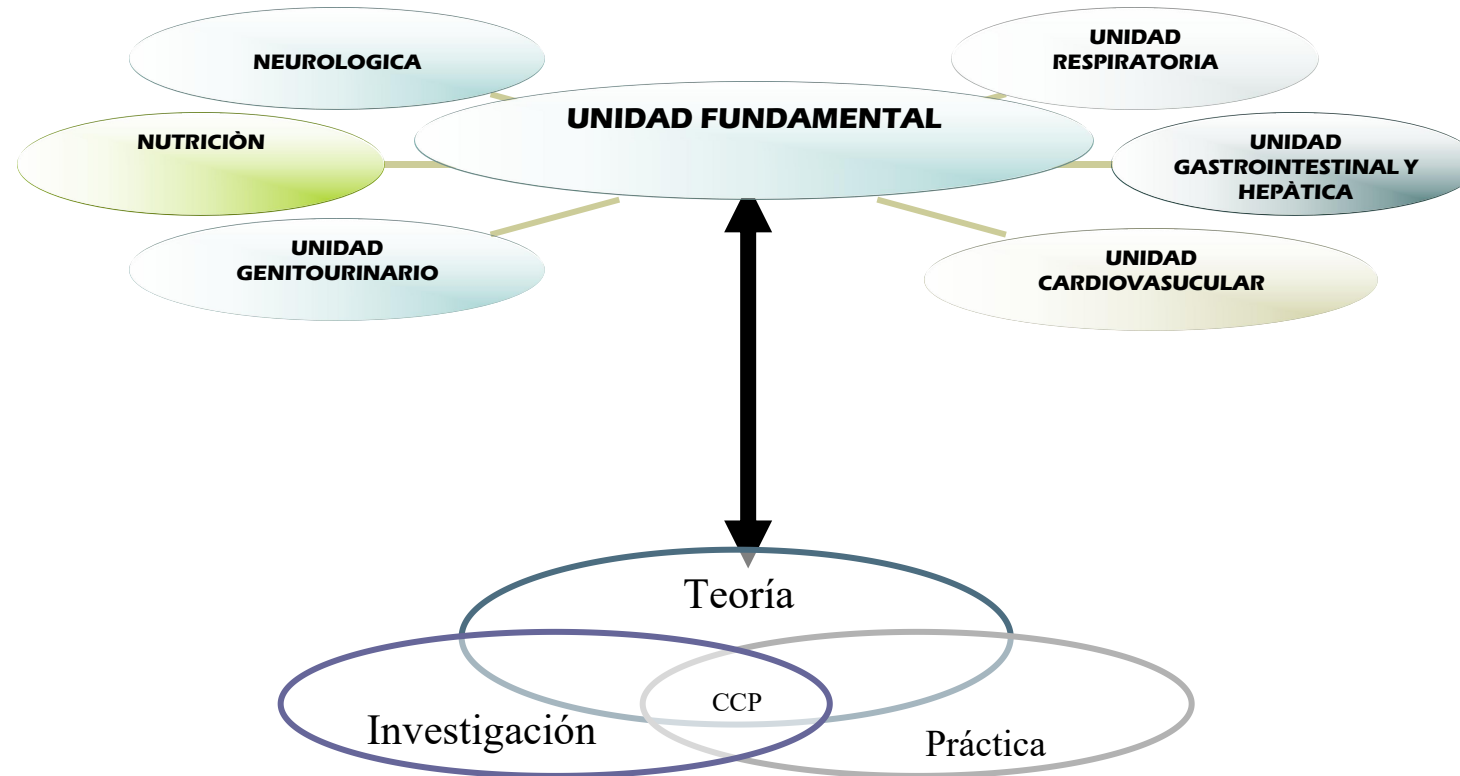 NEUROLOGICA
UNIDAD
RESPIRATORIA
UNIDAD FUNDAMENTAL
NUTRICIÒN
UNIDAD
GASTROINTESTINAL Y
HEPÀTICA
UNIDAD
GENITOURINARIO
UNIDAD
CARDIOVASUCULAR
Teoría
CCP
Investigación
Práctica